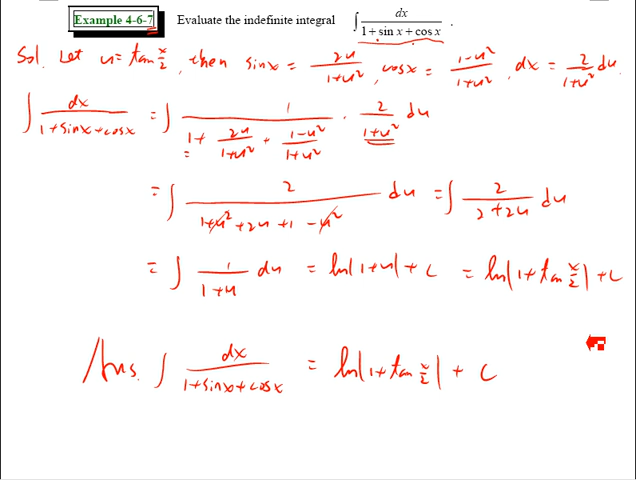 Example 4-6-7 Evaluate the indefinite integral ∫ dx / (1 + sin x + cos x) .
Sol. Let u = tan x/2, then sin x = 2u/(1+u²), cos x = (1-u²)/(1+u²), dx = 2/(1+u²) du.
∫ dx/(1+sinx+cosx) = ∫ 1/(1 + 2u/(1+u²) + (1-u²)/(1+u²)) · 2/(1+u²) du
= ∫ 2/(1+u²+2u+1-u²) du = ∫ 2/(2+2u) du
= ∫ 1/(1+u) du = ln|1+u| + C = ln|1+tan x/2| + C
Ans. ∫ dx/(1+sinx+cosx) = ln|1+tan x/2| + C